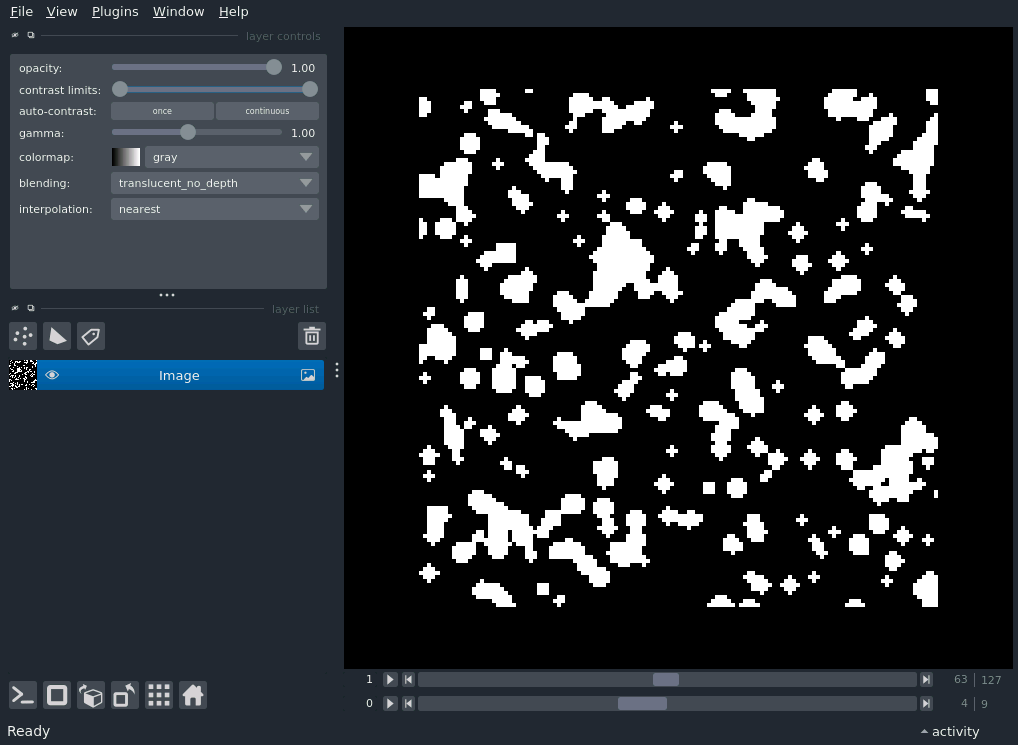 File View Plugins Window Help
layer controls
opacity: 1.00
contrast limits:
auto-contrast: once continuous
gamma: 1.00
colormap: gray
blending: translucent_no_depth
interpolation: nearest
layer list
Image
1 63 127
0 4 9
Ready activity